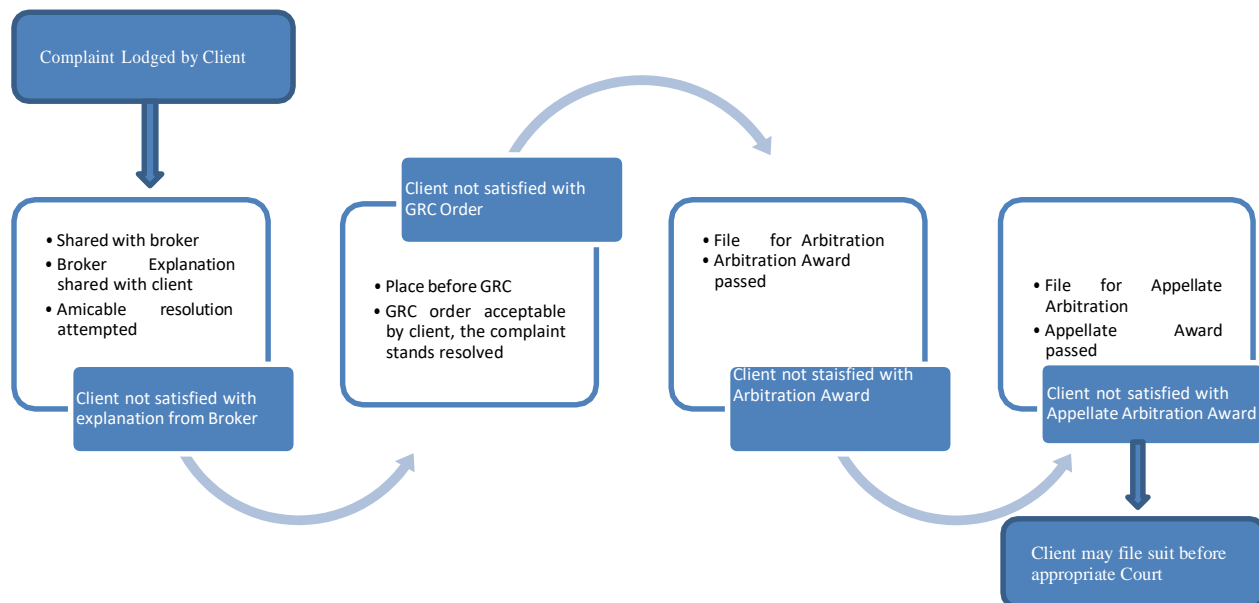 Complaint Lodged by Client
• Shared with broker
• Broker Explanation
shared with client
• Amicable resolution
attempted
Client not satisfied with
explanation from Broker
Client not satisfied with
GRC Order
• Place before GRC
• GRC order acceptable
by client, the complaint
stands resolved
• File for Arbitration
• Arbitration Award
passed
Client not staisfied with
Arbitration Award
• File for Appellate
Arbitration
• Appellate Award
passed
Client not satisfied with
Appellate Arbitration Award
Client may file suit before
appropriate Court